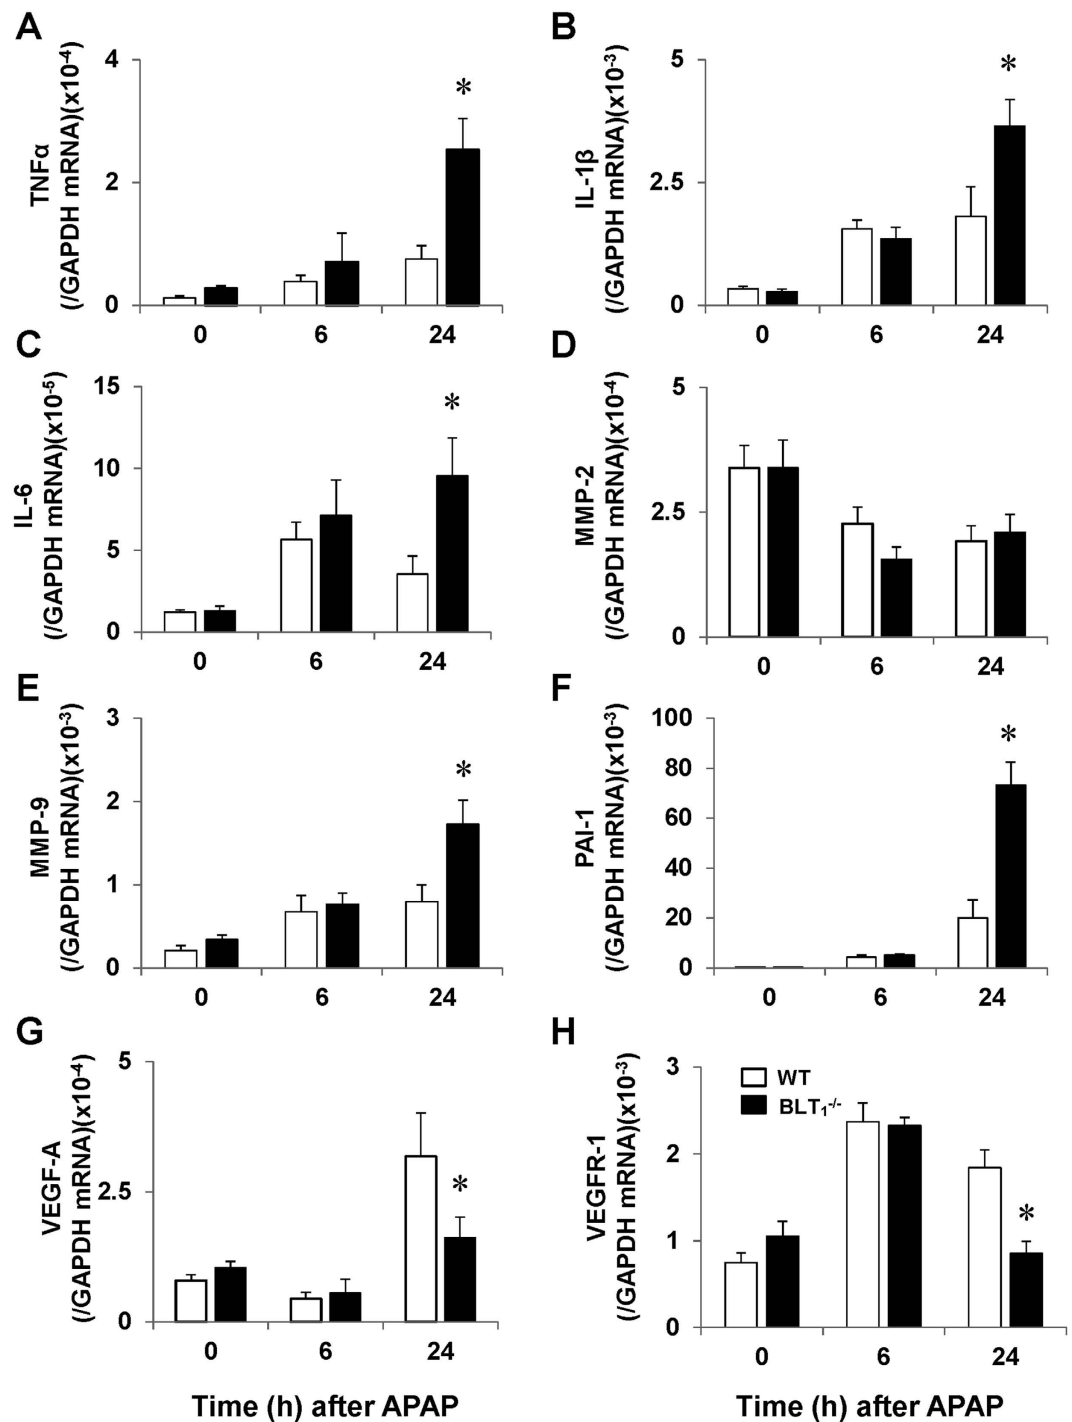 A
TNFα
(/GAPDH mRNA)(x10-4)
4
2
0
*
0 6 24
B
IL-1β
(/GAPDH mRNA)(x10-3)
5
2.5
0
*
0 6 24
C
IL-6
(/GAPDH mRNA)(x10-5)
15
10
5
0
*
0 6 24
D
MMP-2
(/GAPDH mRNA)(x10-4)
5
2.5
0
0 6 24
E
MMP-9
(/GAPDH mRNA)(x10-3)
3
2
1
0
*
0 6 24
F
PAI-1
(/GAPDH mRNA)(x10-3)
100
80
60
40
20
0
*
0 6 24
G
VEGF-A
(/GAPDH mRNA)(x10-4)
5
2.5
0
*
0 6 24
Time (h) after APAP
H
VEGFR-1
(/GAPDH mRNA)(x10-3)
3
2
1
0
WT
BLT1-/-
*
0 6 24
Time (h) after APAP